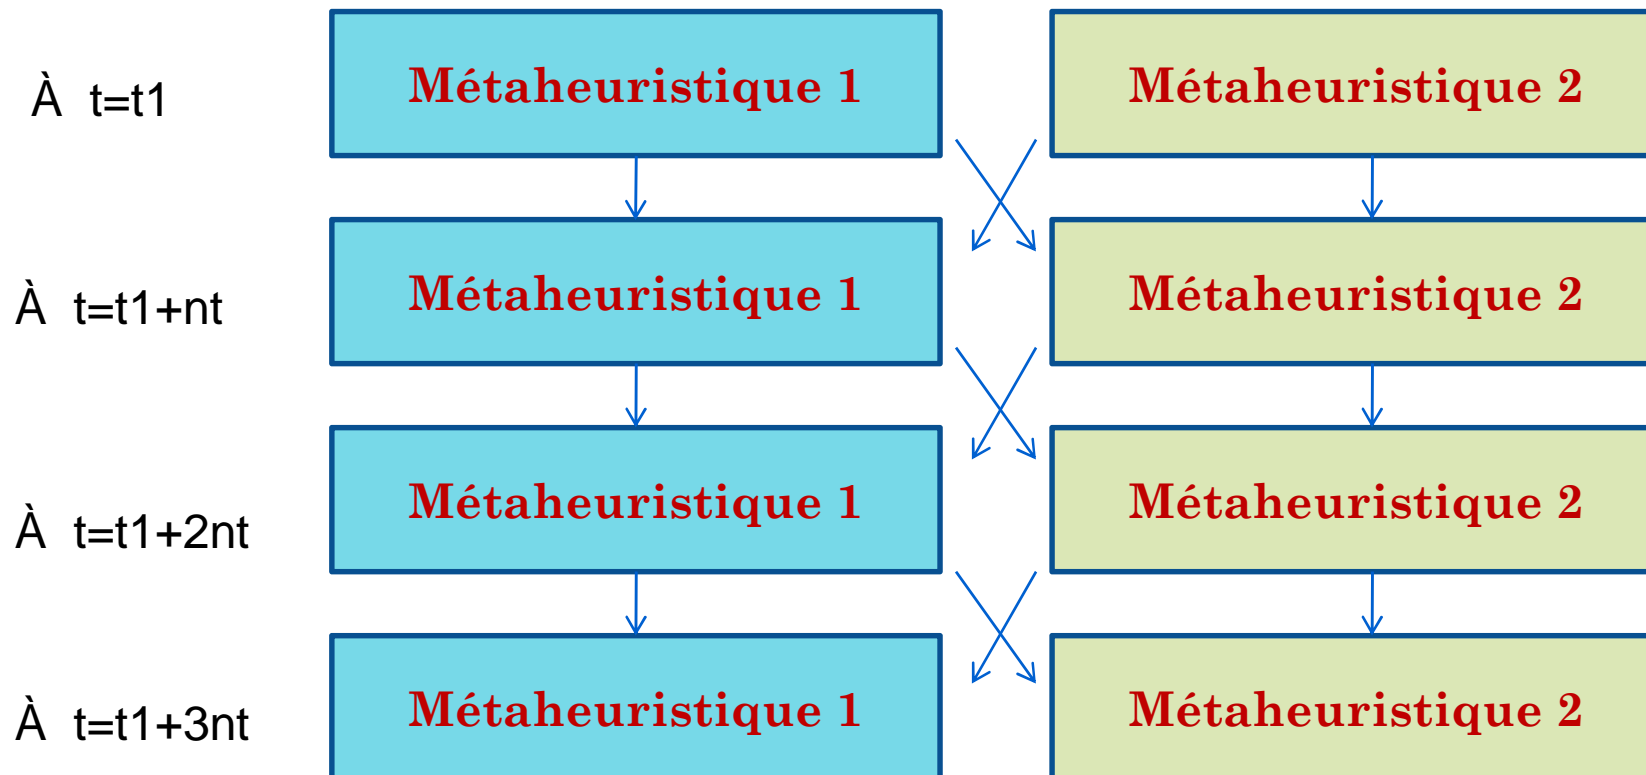 À t=t1
Métaheuristique 1
Métaheuristique 2
À t=t1+nt
Métaheuristique 1
Métaheuristique 2
À t=t1+2nt
Métaheuristique 1
Métaheuristique 2
À t=t1+3nt
Métaheuristique 1
Métaheuristique 2